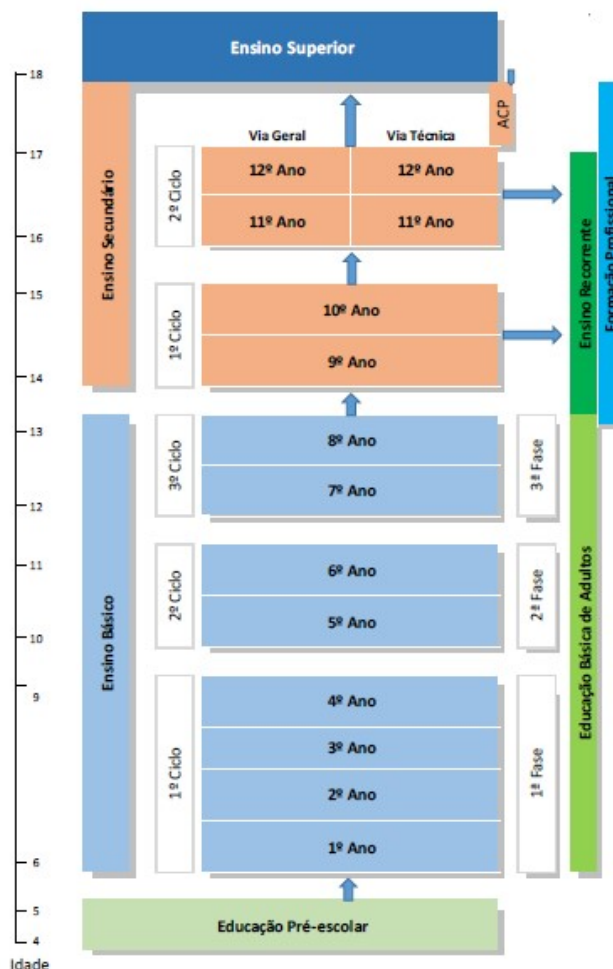 Ensino Superior
18
ACP
Via Geral
Via Técnica
17
12º Ano
12º Ano
2º Ciclo
11º Ano
11º Ano
16
Ensino Secundário
Ensino Recorrente
Formação Profissional
15
10º Ano
1º Ciclo
9º Ano
14
13
8º Ano
3º Ciclo
3ª Fase
7º Ano
12
11
6º Ano
2º Ciclo
2ª Fase
5º Ano
10
Ensino Básico
Educação Básica de Adultos
9
4º Ano
3º Ano
1º Ciclo
1ª Fase
2º Ano
1º Ano
6
5
Educação Pré-escolar
4
Idade